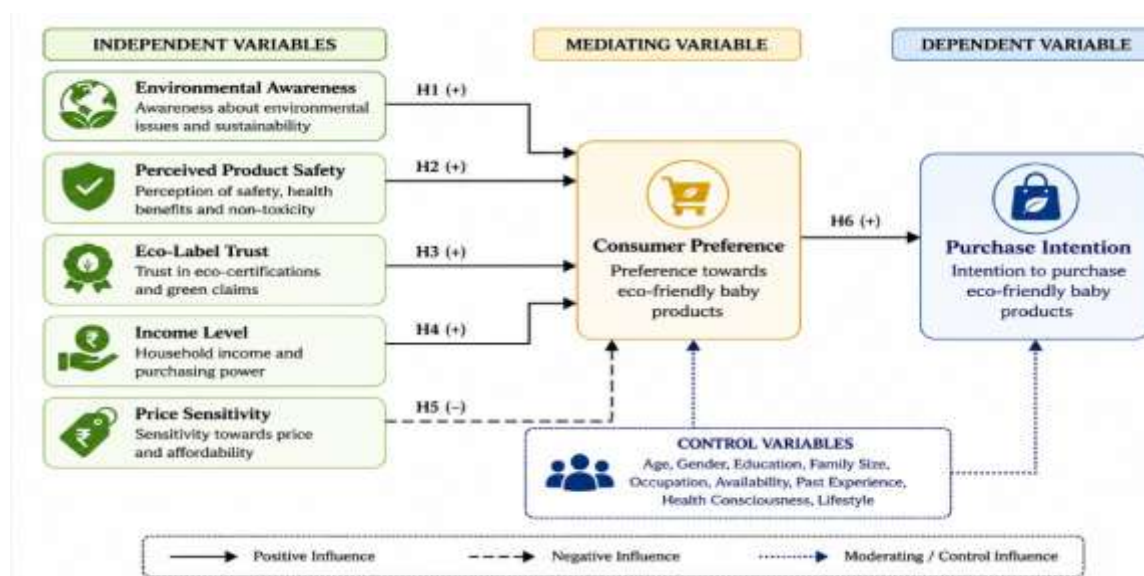 INDEPENDENT VARIABLES
Environmental Awareness
Awareness about environmental
issues and sustainability
Perceived Product Safety
Perception of safety, health
benefits and non-toxicity
Eco-Label Trust
Trust in eco-certifications
and green claims
Income Level
Household income and
purchasing power
Price Sensitivity
Sensitivity towards price
and affordability
H1 (+)
H2 (+)
H3 (+)
H4 (+)
H5 (−)
MEDIATING VARIABLE
Consumer Preference
Preference towards
eco-friendly baby
products
H6 (+)
DEPENDENT VARIABLE
Purchase Intention
Intention to purchase
eco-friendly baby
products
CONTROL VARIABLES
Age, Gender, Education, Family Size,
Occupation, Availability, Past Experience,
Health Consciousness, Lifestyle
Positive Influence
Negative Influence
Moderating / Control Influence